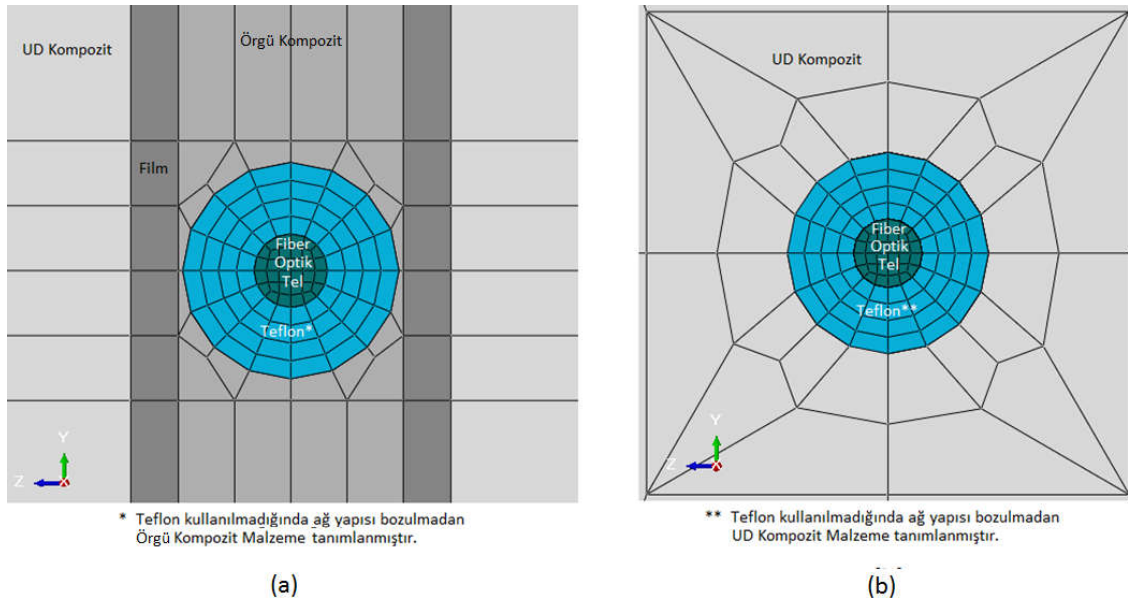 UD Kompozit
Örgü Kompozit
Film
Fiber
Optik
Tel
Teflon*
Y
Z
* Teflon kullanılmadığında ağ yapısı bozulmadan
Örgü Kompozit Malzeme tanımlanmıştır.
(a)
UD Kompozit
Fiber
Optik
Tel
Teflon**
Y
Z
** Teflon kullanılmadığında ağ yapısı bozulmadan
UD Kompozit Malzeme tanımlanmıştır.
(b)